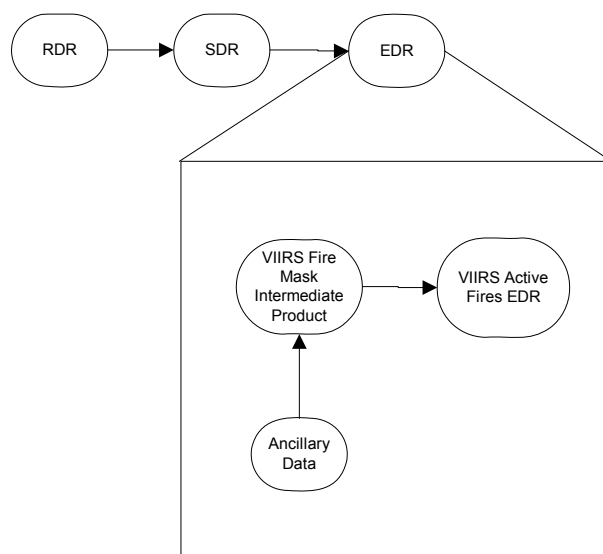 RDR
SDR
EDR
VIIRS Fire
Mask
Intermediate
Product
VIIRS Active
Fires EDR
Ancillary
Data